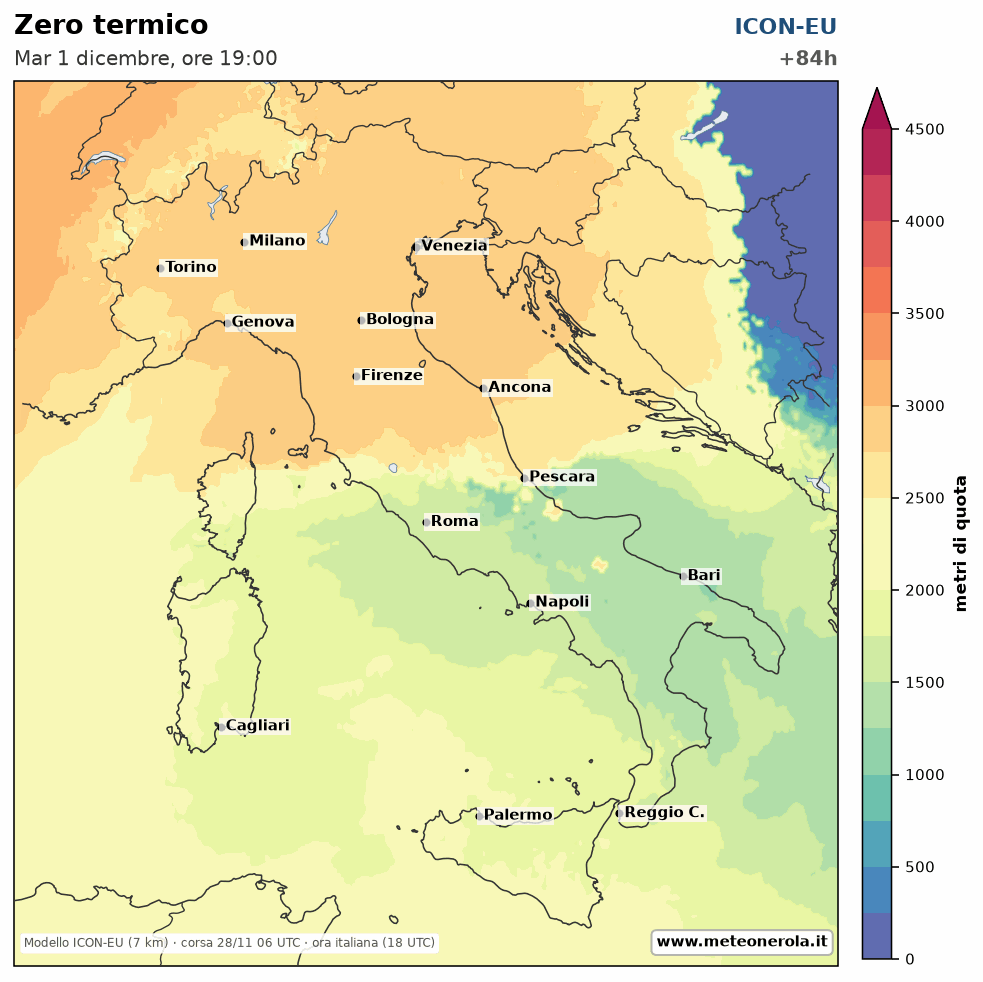 Zero termico
ICON-EU
Mar 1 dicembre, ore 19:00
+84h
4500
4000
3500
3000
2500
2000
1500
1000
500
0
metri di quota
Milano
Venezia
Torino
Genova
Bologna
Firenze
Ancona
Pescara
Roma
Bari
Napoli
Cagliari
Palermo
Reggio C.
Modello ICON-EU (7 km) · corsa 28/11 06 UTC · ora italiana (18 UTC)
www.meteonerola.it